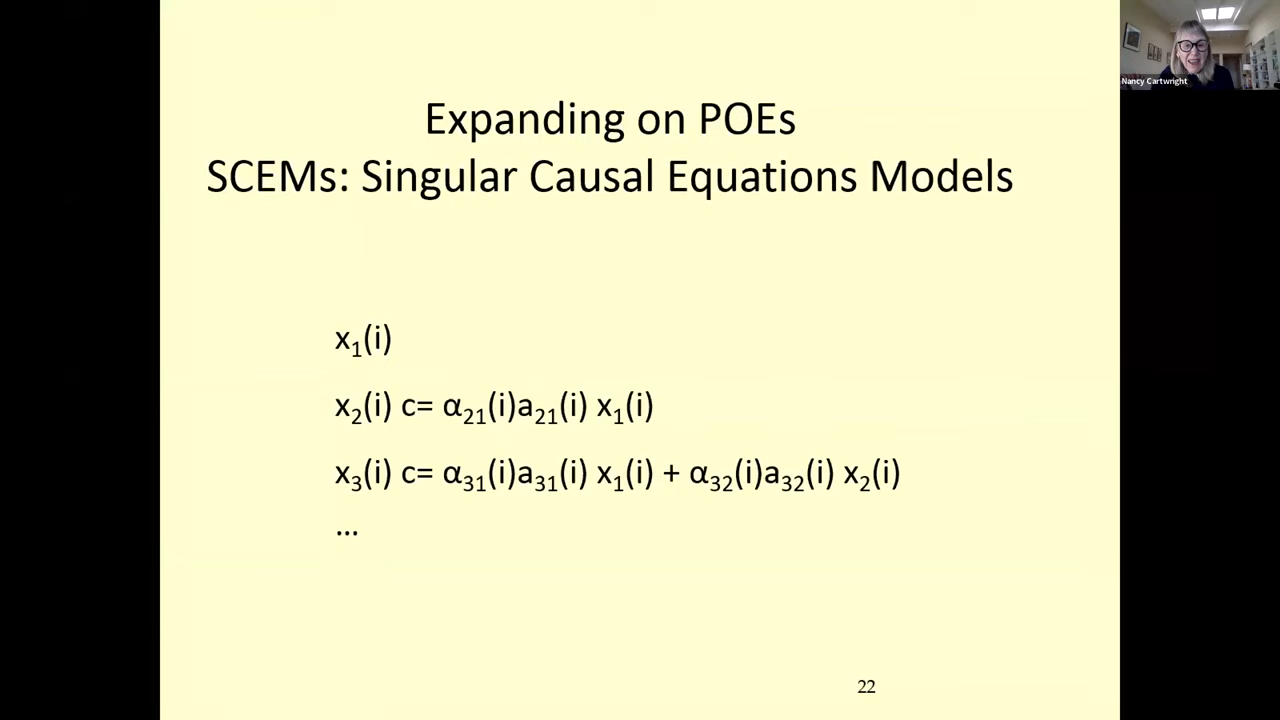 Expanding on POEs
SCEMs: Singular Causal Equations Models
x₁(i)
x₂(i) c= α₂₁(i)a₂₁(i) x₁(i)
x₃(i) c= α₃₁(i)a₃₁(i) x₁(i) + α₃₂(i)a₃₂(i) x₂(i)
...
22
Nancy Cartwright